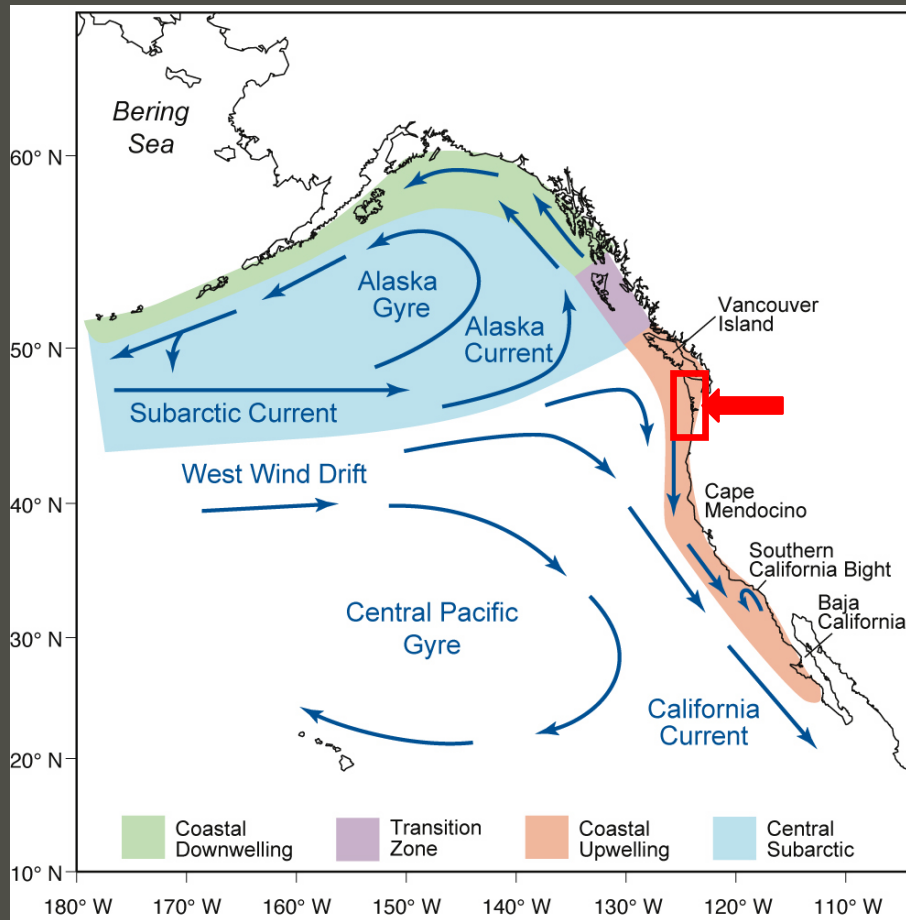 Bering
Sea
60° N
50° N
40° N
30° N
20° N
10° N
Alaska
Gyre
Alaska
Current
Vancouver
Island
Subarctic Current
West Wind Drift
Cape
Mendocino
Southern
California Bight
Baja
California
Central Pacific
Gyre
California
Current
Coastal
Downwelling
Transition
Zone
Coastal
Upwelling
Central
Subarctic
180° W 170° W 160° W 150° W 140° W 130° W 120° W 110° W